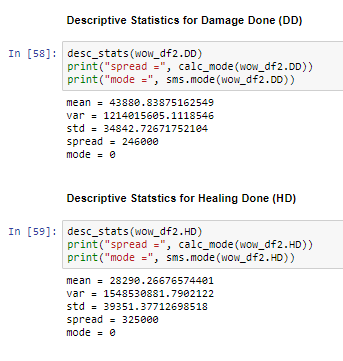 Descriptive Statistics for Damage Done (DD)
In [58]: desc_stats(wow_df2.DD)
print("spread =", calc_mode(wow_df2.DD))
print("mode =", sms.mode(wow_df2.DD))
mean = 43880.83875162549
var = 1214015605.1118546
std = 34842.72671752104
spread = 246000
mode = 0
Descriptive Statstics for Healing Done (HD)
In [59]: desc_stats(wow_df2.HD)
print("spread =", calc_mode(wow_df2.HD))
print("mode =", sms.mode(wow_df2.HD))
mean = 28290.26676574401
var = 1548530881.7902122
std = 39351.37712698518
spread = 325000
mode = 0